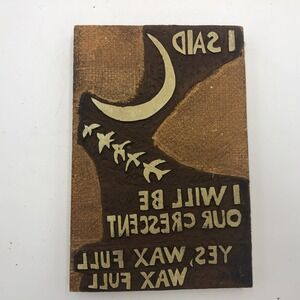 I SAID
I WILL BE
OUR CRESCENT
YES, WAX FULL
WAX FULL